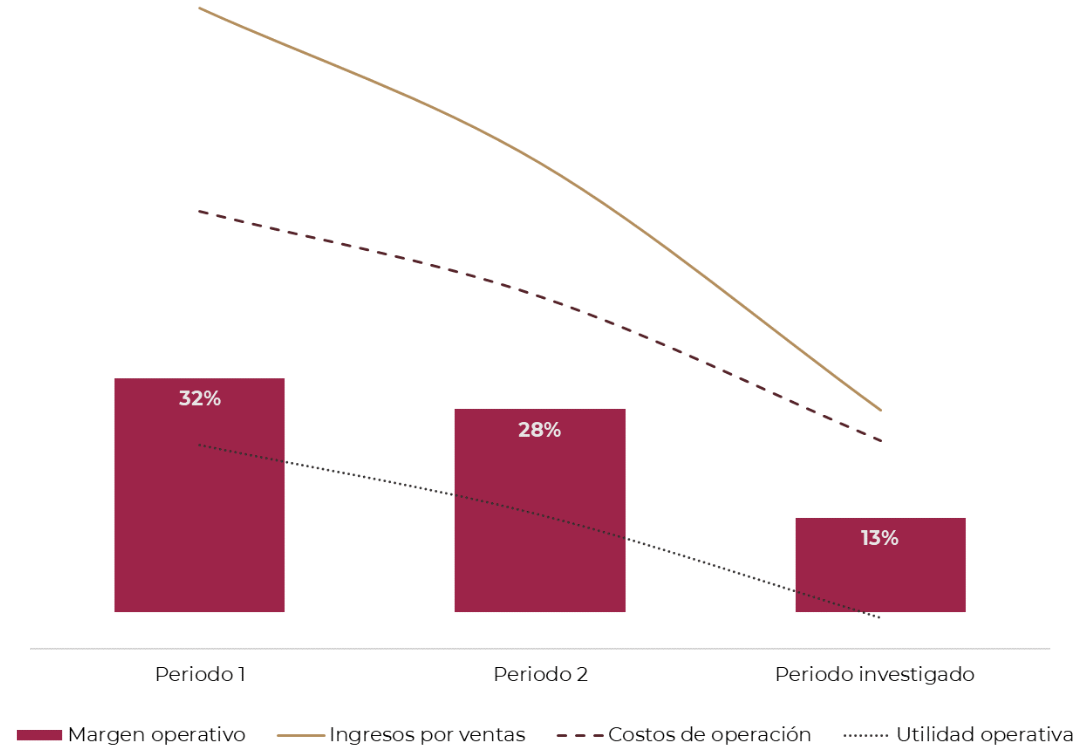 32%
28%
13%
Periodo 1
Periodo 2
Periodo investigado
Margen operativo
Ingresos por ventas
Costos de operación
Utilidad operativa